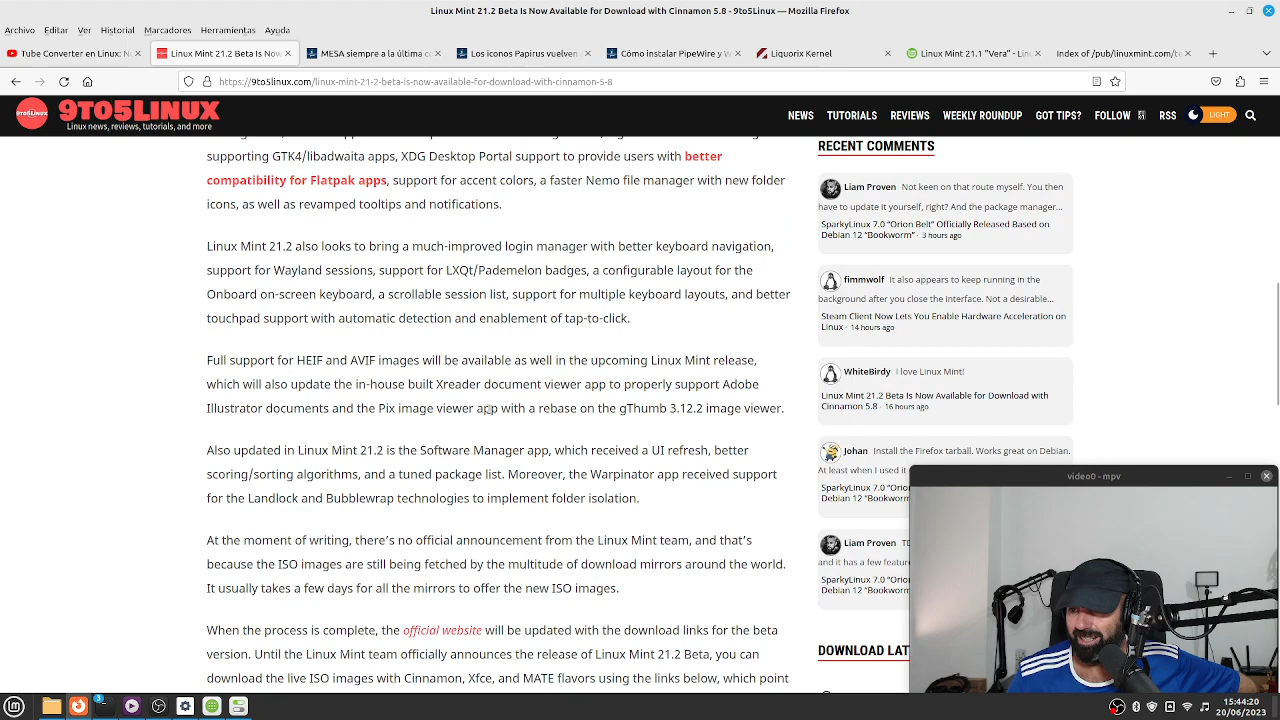 Linux Mint 21.2 Beta Is Now Available for Download with Cinnamon 5.8 - 9to5Linux — Mozilla Firefox
Archivo Editar Ver Historial Marcadores Herramientas Ayuda
Tube Converter en Linux: N
Linux Mint 21.2 Beta Is Now
MESA siempre a la última co
Los iconos Papirus vuelven
Cómo instalar PipeWire y W
Liquorix Kernel
Linux Mint 21.1 "Vera" - Lin
Index of /pub/linuxmint.com/te
https://9to5linux.com/linux-mint-21-2-beta-is-now-available-for-download-with-cinnamon-5-8
9TO5LINUX
9TO5LINUX
Linux news, reviews, tutorials, and more
NEWS TUTORIALS REVIEWS WEEKLY ROUNDUP GOT TIPS? FOLLOW RSS LIGHT
supporting GTK4/libadwaita apps, XDG Desktop Portal support to provide users with better
compatibility for Flatpak apps, support for accent colors, a faster Nemo file manager with new folder
icons, as well as revamped tooltips and notifications.
Linux Mint 21.2 also looks to bring a much-improved login manager with better keyboard navigation,
support for Wayland sessions, support for LXQt/Pademelon badges, a configurable layout for the
Onboard on-screen keyboard, a scrollable session list, support for multiple keyboard layouts, and better
touchpad support with automatic detection and enablement of tap-to-click.
Full support for HEIF and AVIF images will be available as well in the upcoming Linux Mint release,
which will also update the in-house built Xreader document viewer app to properly support Adobe
Illustrator documents and the Pix image viewer app with a rebase on the gThumb 3.12.2 image viewer.
Also updated in Linux Mint 21.2 is the Software Manager app, which received a UI refresh, better
scoring/sorting algorithms, and a tuned package list. Moreover, the Warpinator app received support
for the Landlock and Bubblewrap technologies to implement folder isolation.
At the moment of writing, there's no official announcement from the Linux Mint team, and that's
because the ISO images are still being fetched by the multitude of download mirrors around the world.
It usually takes a few days for all the mirrors to offer the new ISO images.
When the process is complete, the official website will be updated with the download links for the beta
version. Until the Linux Mint team officially announces the release of Linux Mint 21.2 Beta, you can
download the live ISO images with Cinnamon, Xfce, and MATE flavors using the links below, which point
RECENT COMMENTS
Liam Proven Not keen on that route myself. You then
have to update it yourself, right? And the package manager...
SparkyLinux 7.0 "Orion Belt" Officially Released Based on
Debian 12 "Bookworm" · 3 hours ago
fimmwolf It also appears to keep running in the
background after you close the interface. Not a desirable...
Steam Client Now Lets You Enable Hardware Acceleration on
Linux · 14 hours ago
WhiteBirdy I love Linux Mint!
Linux Mint 21.2 Beta Is Now Available for Download with
Cinnamon 5.8 · 16 hours ago
Johan Install the Firefox tarball. Works great on Debian.
At least when I used it
SparkyLinux 7.0 "Orion
Debian 12 "Bookworm"
Liam Proven
and it has a few featur
SparkyLinux 7.0 "Orion
Debian 12 "Bookw
DOWNLOAD LAT
video0 - mpv
3
15:44:20
20/06/2023